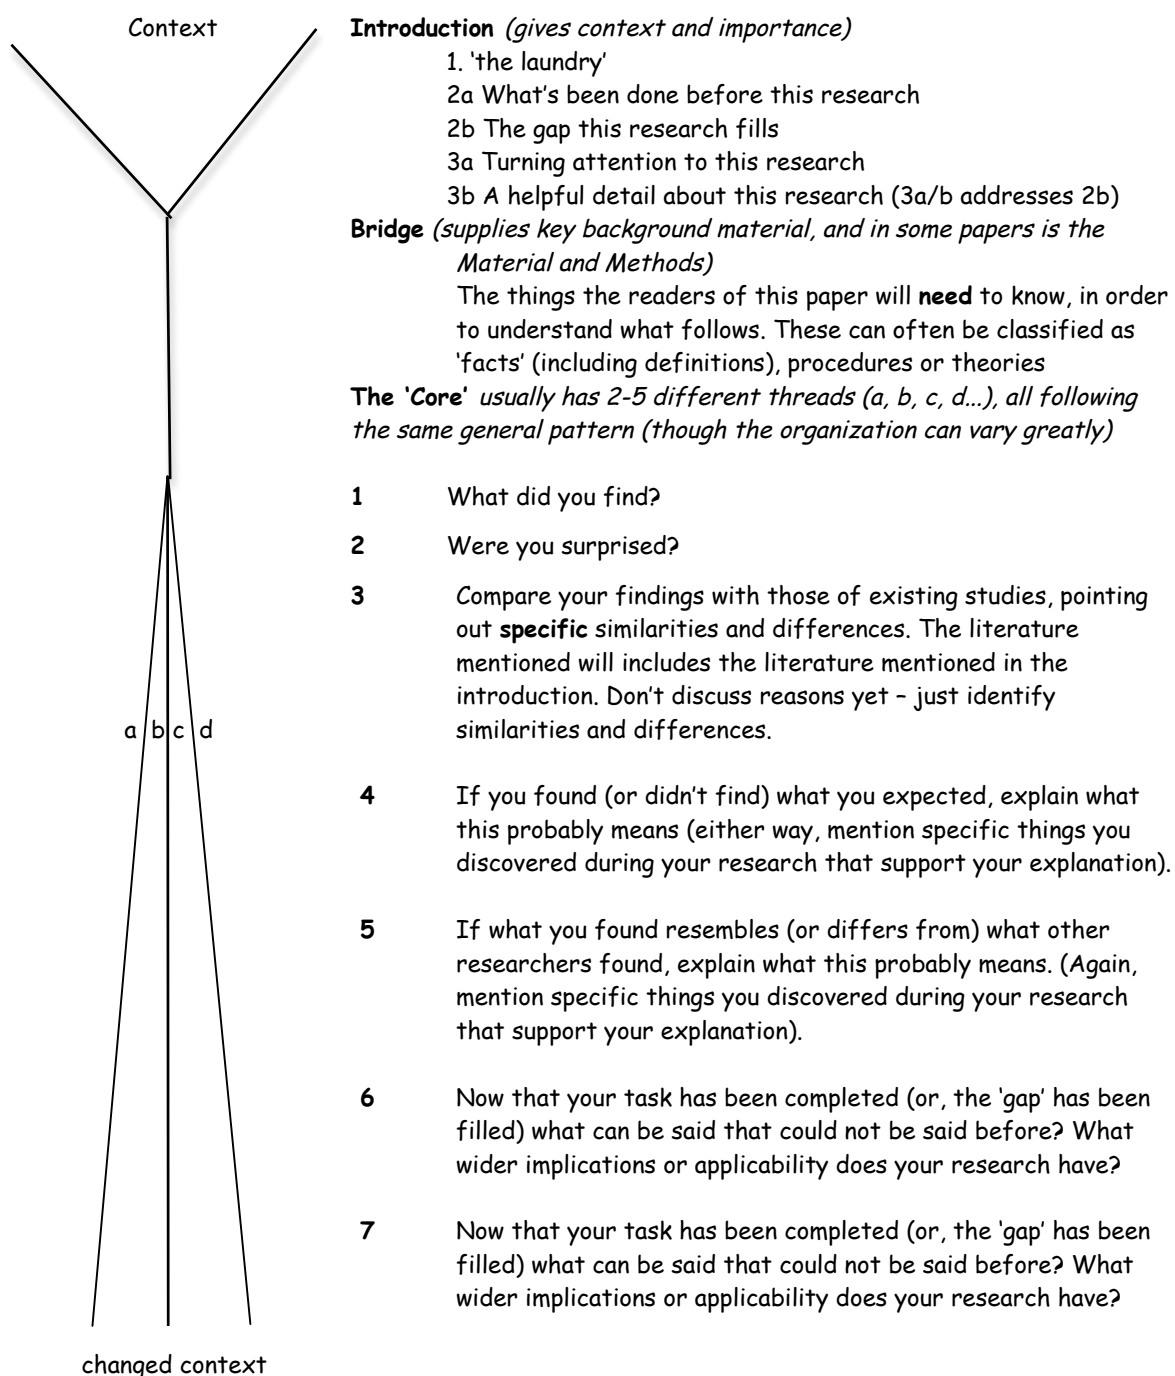 Context
Introduction (gives context and importance)
1. ‘the laundry’
2a What’s been done before this research
2b The gap this research fills
3a Turning attention to this research
3b A helpful detail about this research (3a/b addresses 2b)
Bridge (supplies key background material, and in some papers is the
Material and Methods)
The things the readers of this paper will need to know, in order
to understand what follows. These can often be classified as
‘facts’ (including definitions), procedures or theories
The ‘Core’ usually has 2-5 different threads (a, b, c, d...), all following
the same general pattern (though the organization can vary greatly)
1 What did you find?
2 Were you surprised?
3 Compare your findings with those of existing studies, pointing
out specific similarities and differences. The literature
mentioned will includes the literature mentioned in the
introduction. Don’t discuss reasons yet – just identify
similarities and differences.
a b c d
4 If you found (or didn’t find) what you expected, explain what
this probably means (either way, mention specific things you
discovered during your research that support your explanation).
5 If what you found resembles (or differs from) what other
researchers found, explain what this probably means. (Again,
mention specific things you discovered during your research
that support your explanation).
6 Now that your task has been completed (or, the ‘gap’ has been
filled) what can be said that could not be said before? What
wider implications or applicability does your research have?
7 Now that your task has been completed (or, the ‘gap’ has been
filled) what can be said that could not be said before? What
wider implications or applicability does your research have?
changed context